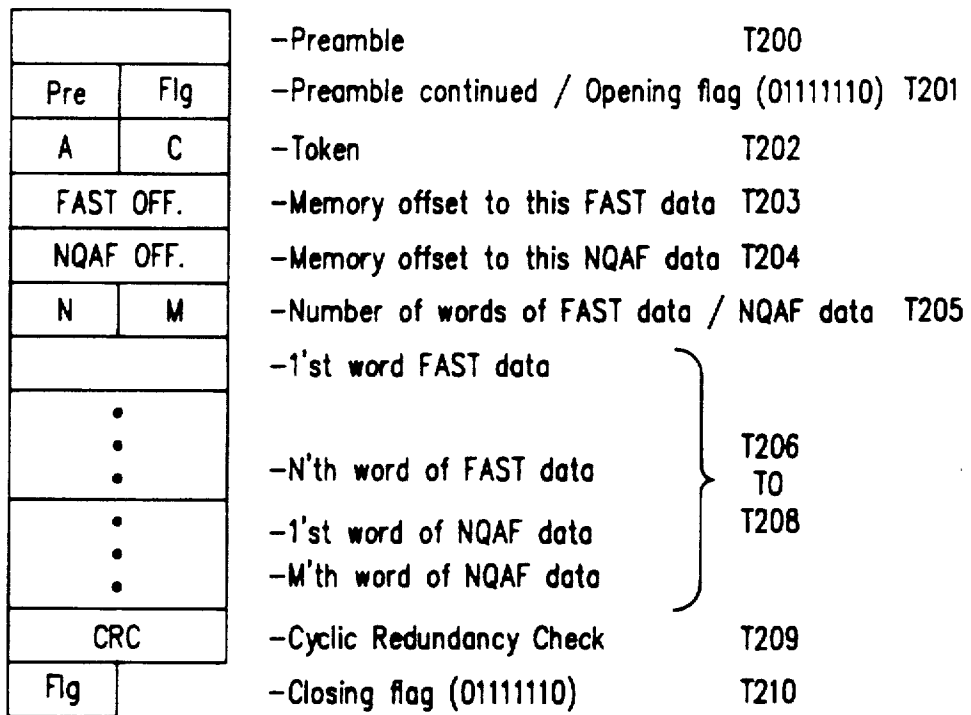 –Preamble T200
Pre Flg –Preamble continued / Opening flag (01111110) T201
A C –Token T202
FAST OFF. –Memory offset to this FAST data T203
NQAF OFF. –Memory offset to this NQAF data T204
N M –Number of words of FAST data / NQAF data T205
–1'st word FAST data
T206
–N'th word of FAST data TO
–1'st word of NQAF data T208
–M'th word of NQAF data
CRC –Cyclic Redundancy Check T209
Flg –Closing flag (01111110) T210